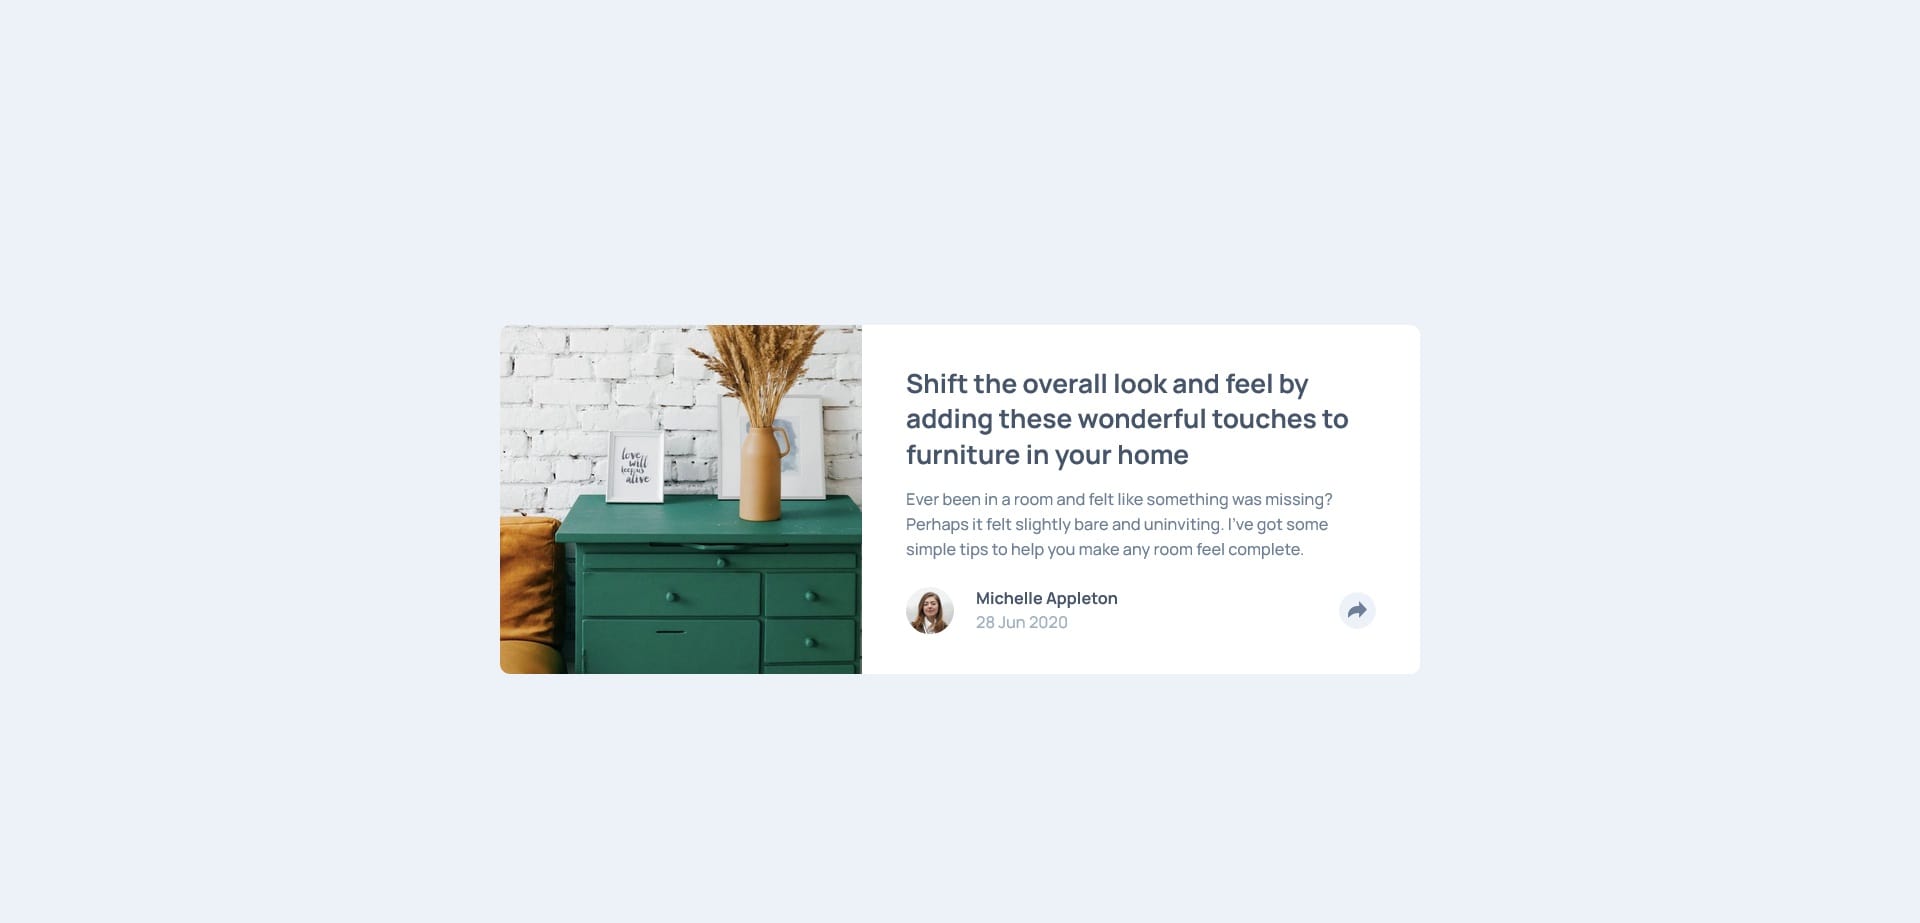 love
will
keep us
alive
Shift the overall look and feel by
adding these wonderful touches to
furniture in your home
Ever been in a room and felt like something was missing?
Perhaps it felt slightly bare and uninviting. I’ve got some
simple tips to help you make any room feel complete.
Michelle Appleton
28 Jun 2020